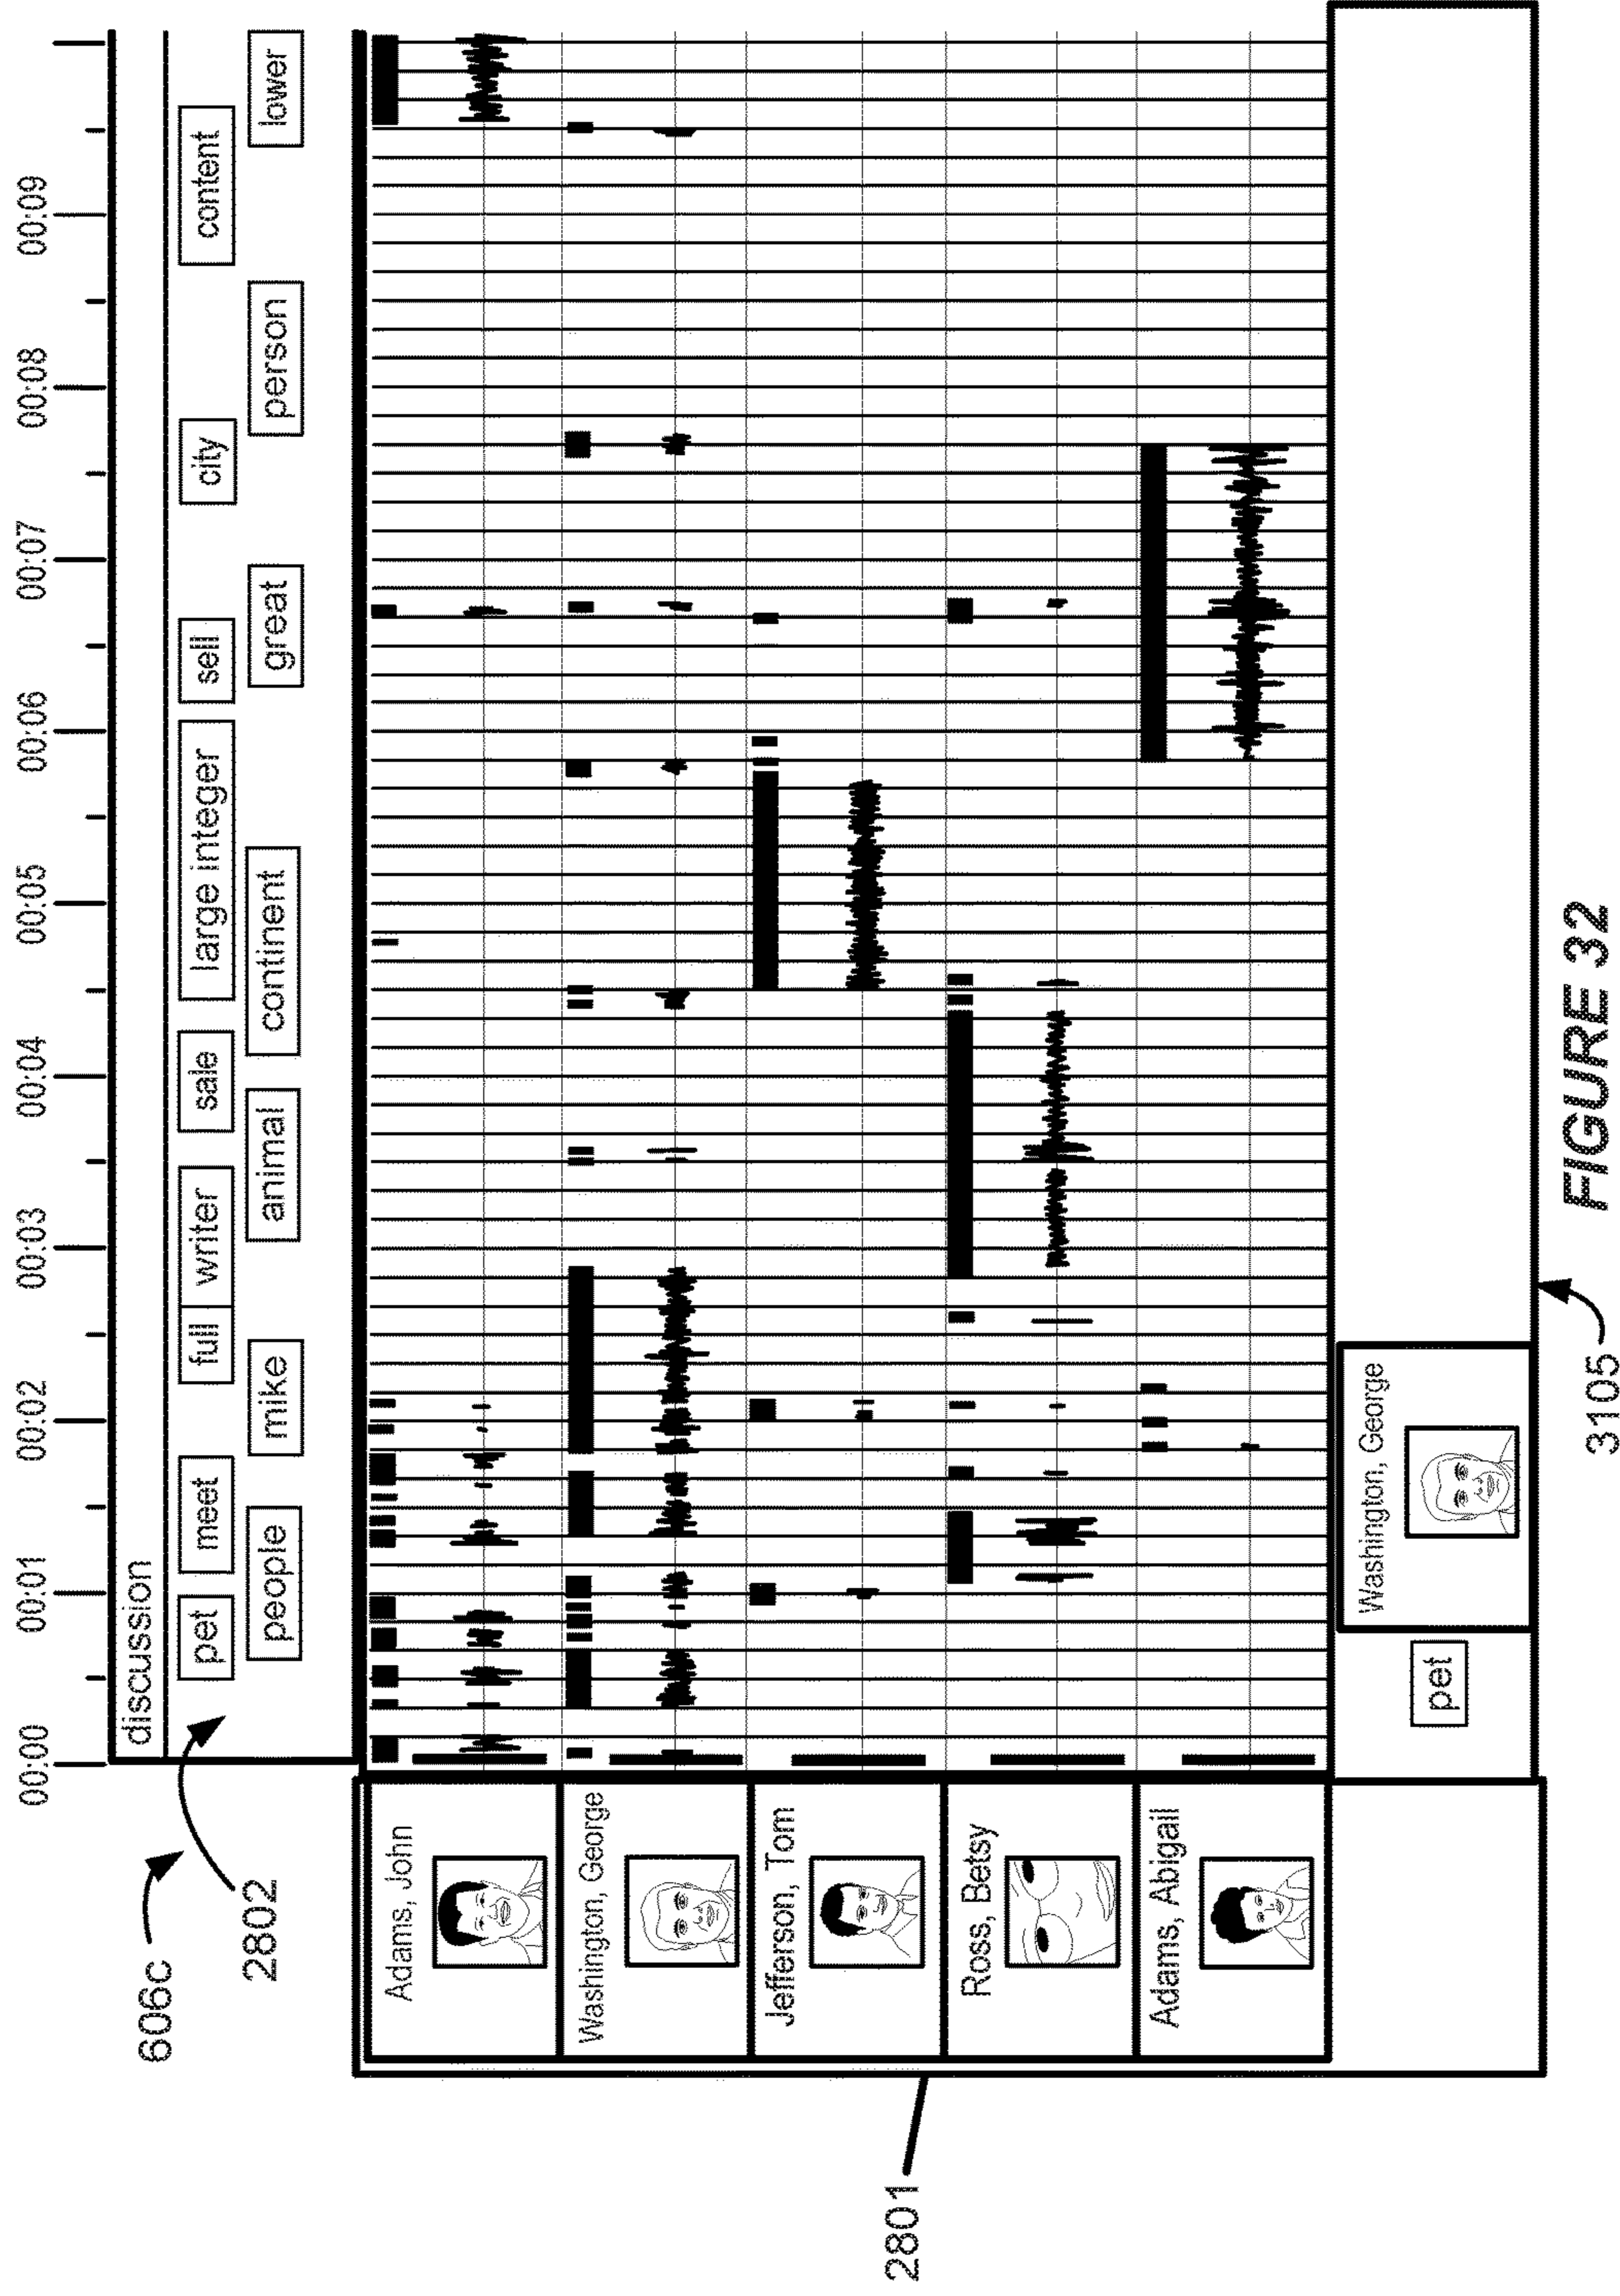 606c
2802
00:00 00:01 00:02 00:03 00:04 00:05 00:06 00:07 00:08 00:09
discussion
pet meet full writer sale large integer sell city content
people mike animal continent great person lower
Adams, John
Washington, George
Jefferson, Tom
Ross, Betsy
Adams, Abigail
2801
pet
Washington, George
3105
FIGURE 32